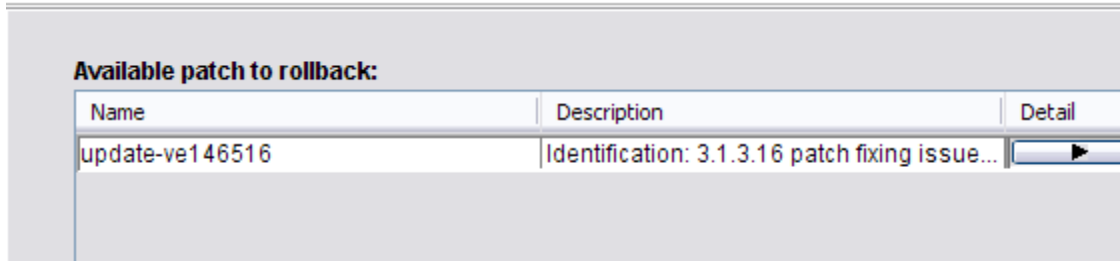 Available patch to rollback:
Name Description Detail
update-ve146516 Identification: 3.1.3.16 patch fixing issue...